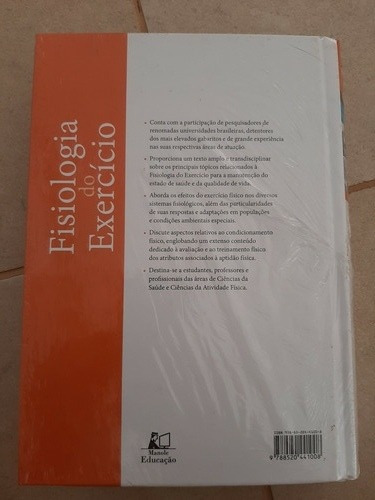 Fisiologia
do
Exercício
• Conta com a participação de pesquisadores de
renomadas universidades brasileiras, detentores
dos mais elevados gabaritos e de grande experiência
nas suas respectivas áreas de atuação.
• Proporciona um texto amplo e transdisciplinar
sobre os principais tópicos relacionados à
Fisiologia do Exercício para a manutenção do
estado de saúde e da qualidade de vida.
• Aborda os efeitos do exercício físico nos diversos
sistemas fisiológicos, além das particularidades
de suas respostas e adaptações em populações
e condições ambientais especiais.
• Discute aspectos relativos ao condicionamento
físico, englobando um extenso conteúdo
dedicado à avaliação e ao treinamento físico
dos atributos associados à aptidão física.
• Destina-se a estudantes, professores e
profissionais das áreas de Ciências da
Saúde e Ciências da Atividade Física.
Manole
Educação
ISBN
9 788520 441008